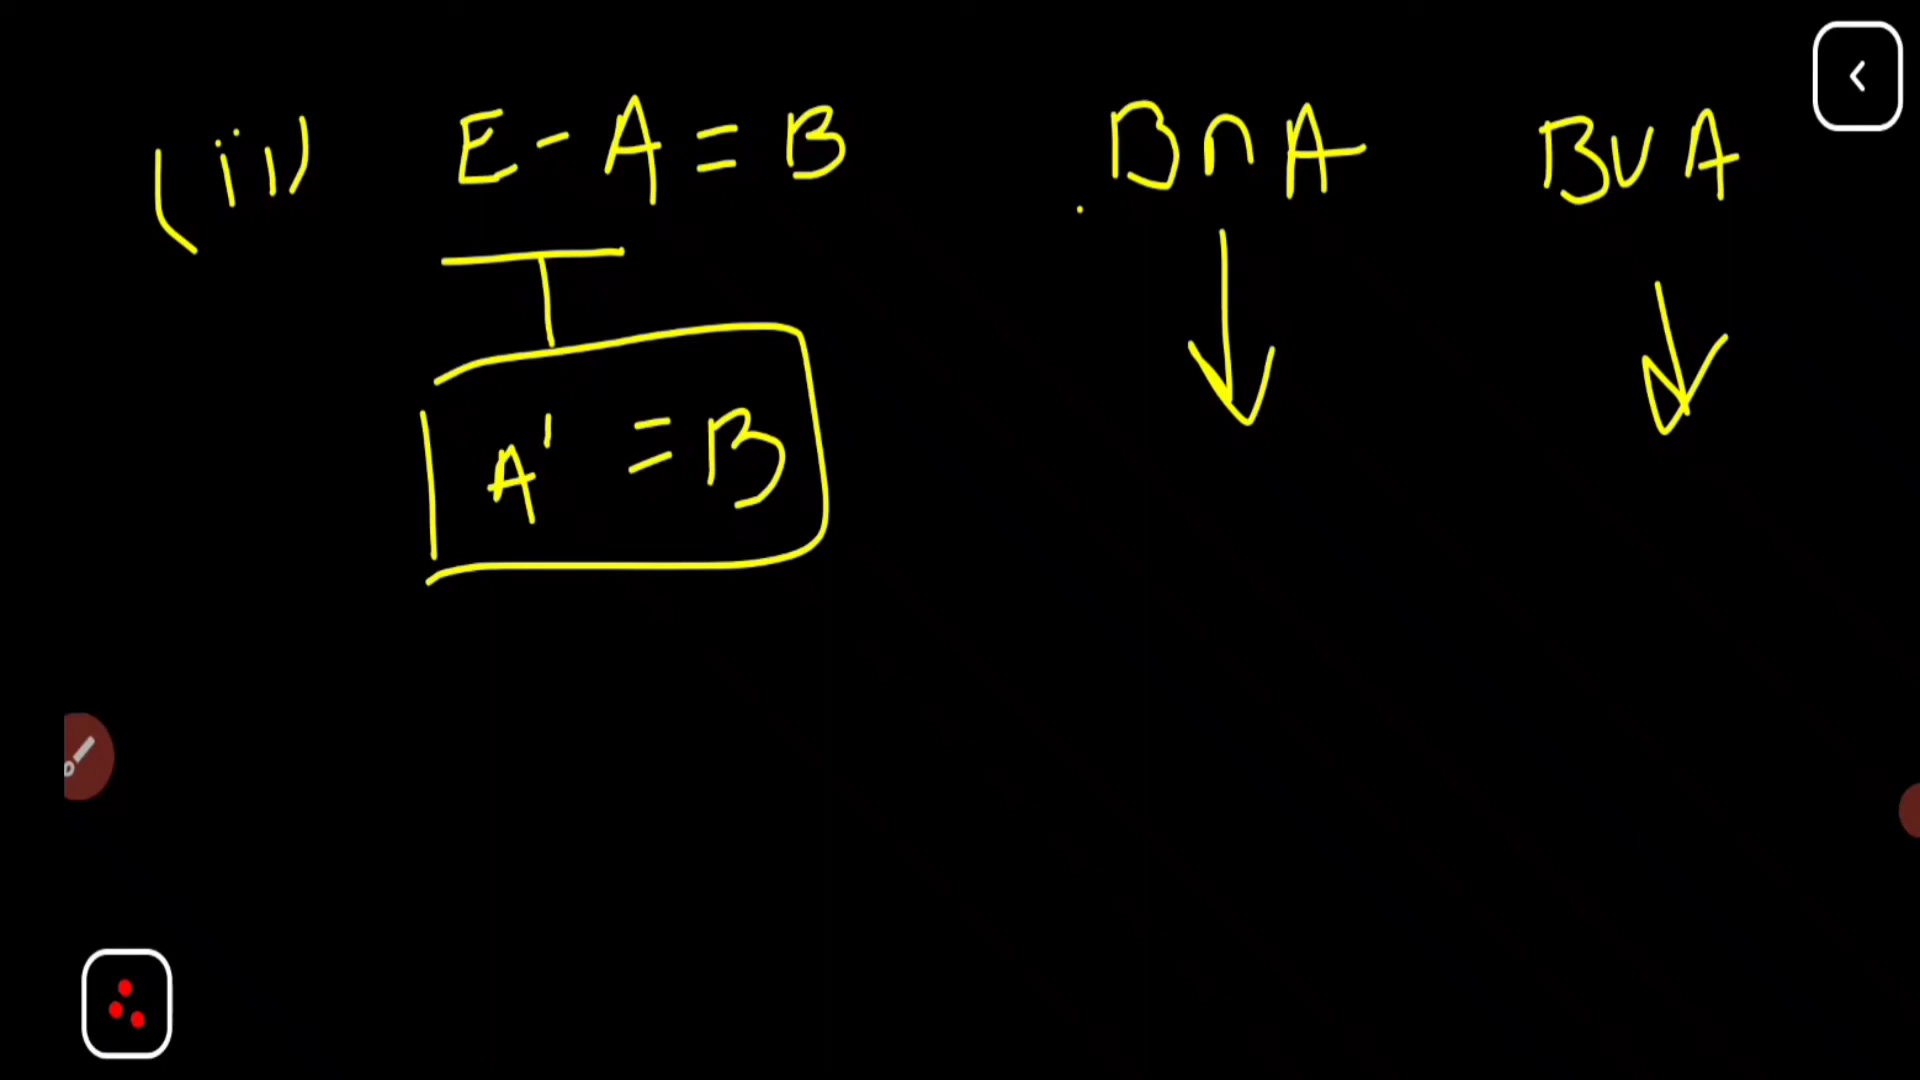 (ii) E - A = B B∩A B∪A
A' = B